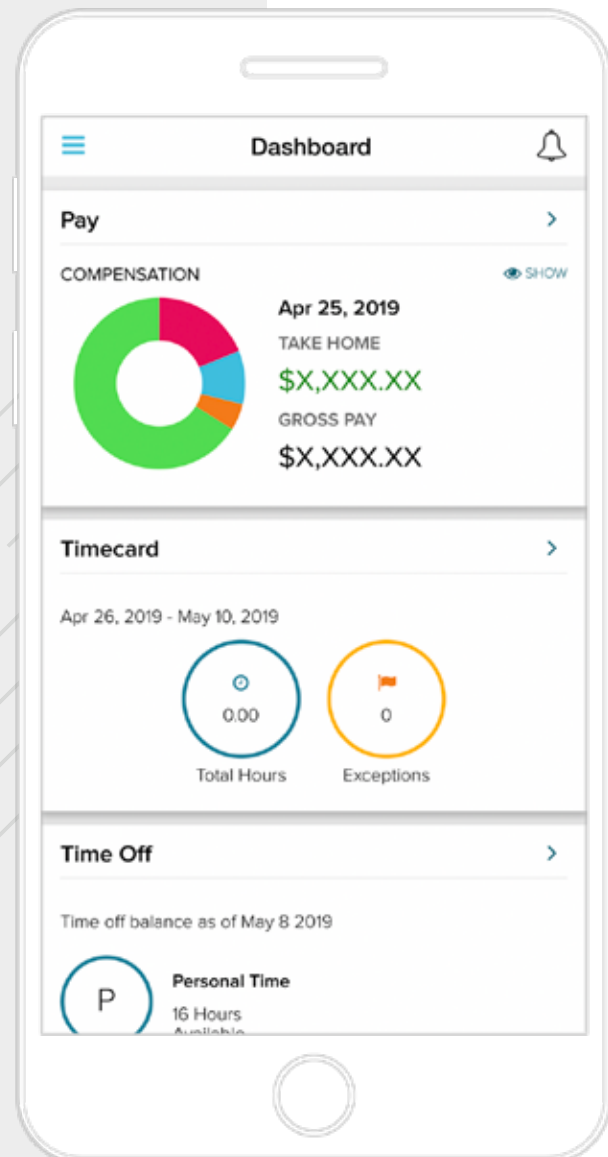 Dashboard
Pay
COMPENSATION
SHOW
Apr 25, 2019
TAKE HOME
$X,XXX.XX
GROSS PAY
$X,XXX.XX
Timecard
Apr 26, 2019 - May 10, 2019
0.00
0
Total Hours
Exceptions
Time Off
Time off balance as of May 8 2019
P
Personal Time
16 Hours
Available